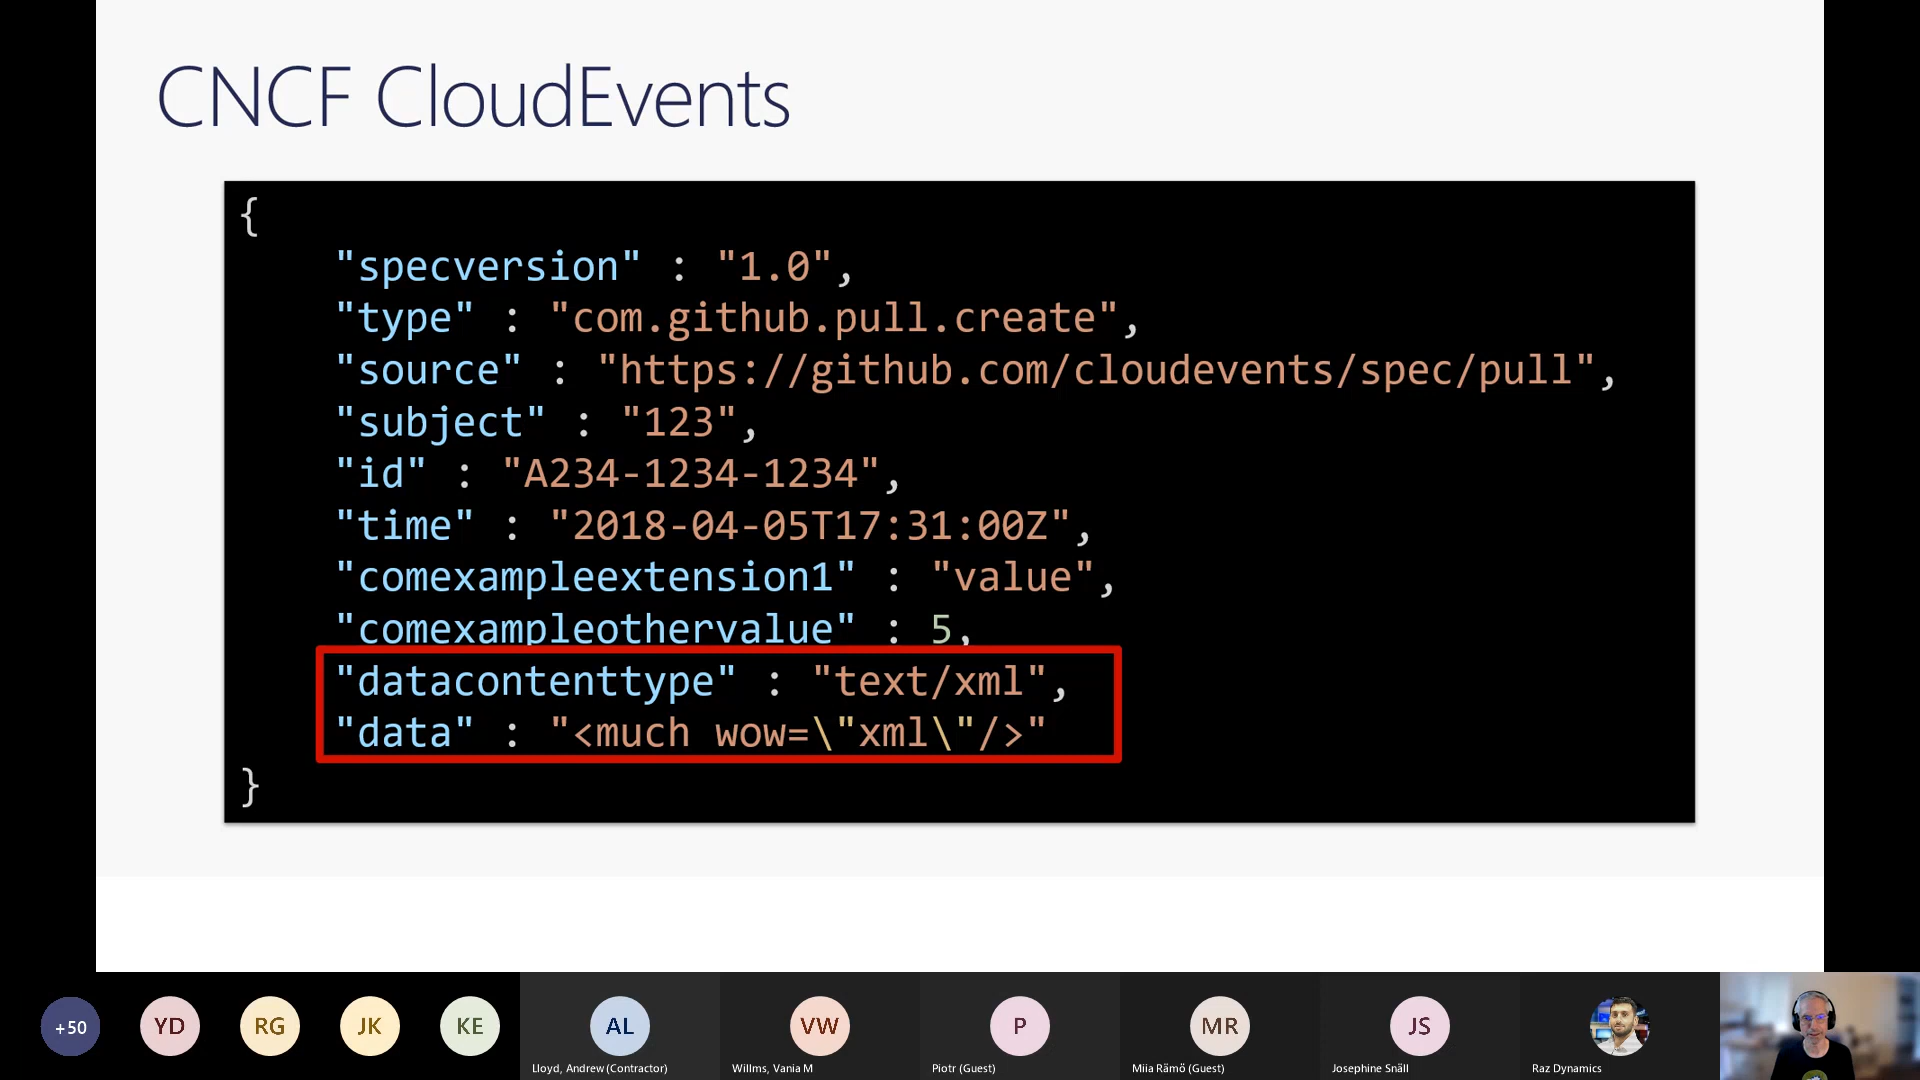 CNCF CloudEvents
{
"specversion" : "1.0",
"type" : "com.github.pull.create",
"source" : "https://github.com/cloudevents/spec/pull",
"subject" : "123",
"id" : "A234-1234-1234",
"time" : "2018-04-05T17:31:00Z",
"comexampleextension1" : "value",
"comexampleothervalue" : 5,
"datacontenttype" : "text/xml",
"data" : "<much wow=\"xml\"/>"
}
+50 YD RG JK KE AL VW P MR JS
Lloyd, Andrew (Contractor) Willms, Vania M Piotr (Guest) Miia Rämö (Guest) Josephine Snäll Raz Dynamics